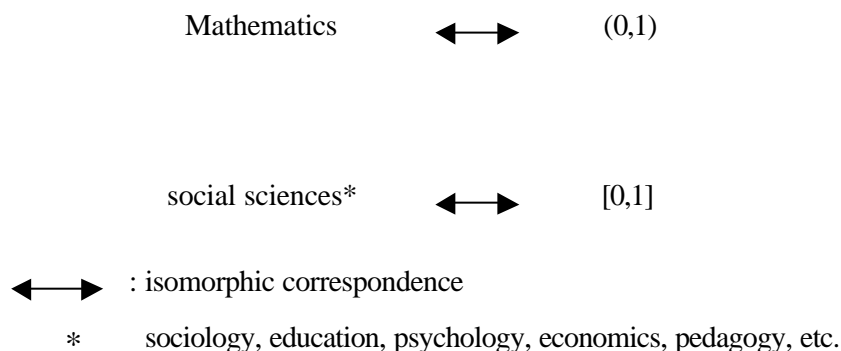 Mathematics (0,1)
social sciences* [0,1]
: isomorphic correspondence
* sociology, education, psychology, economics, pedagogy, etc.